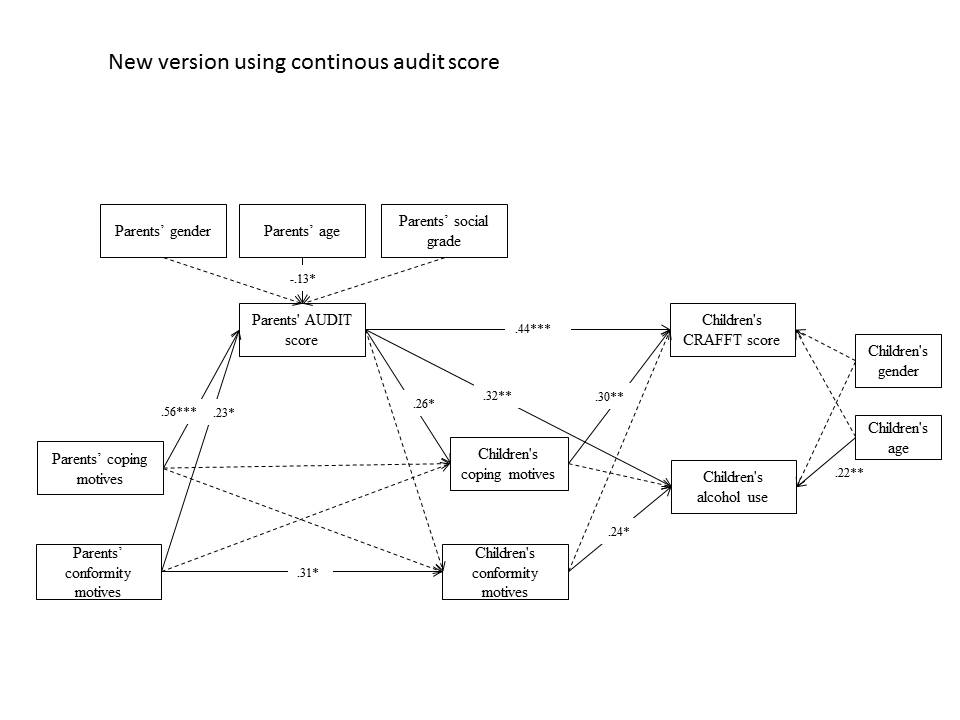 New version using continous audit score
Parents’ gender
Parents’ age
Parents’ social
grade
-.13*
Parents' AUDIT
score
.44***
Children's
CRAFFT score
Children's
gender
.56***
.23*
.26*
.32**
.30**
Children's
age
Parents’ coping
motives
Children's
coping motives
Children's
alcohol use
.22**
Parents’
conformity
motives
.31*
Children's
conformity
motives
.24*